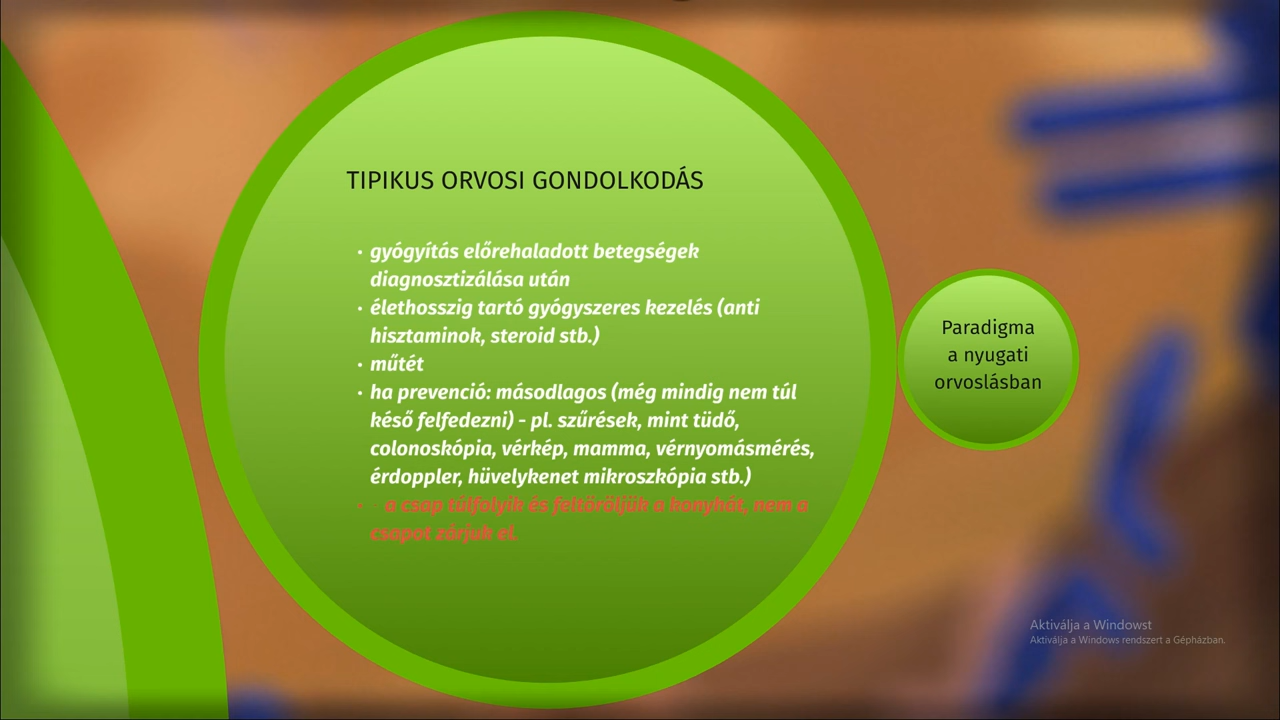 TIPIKUS ORVOSI GONDOLKODÁS
• gyógyítás előrehaladott betegségek
diagnosztizálása után
• élethosszig tartó gyógyszeres kezelés (anti
hisztaminok, steroid stb.)
• műtét
• ha prevenció: másodlagos (még mindig nem túl
késő felfedezni) - pl. szűrések, mint tüdő,
colonoskópia, vérkép, mamma, vérnyomásmérés,
érdoppler, hüvelykenet mikroszkópia stb.)
• a csap túlfolyik és feltöröljük a konyhát, nem a
csapot zárjuk el.
Paradigma
a nyugati
orvoslásban
Aktiválja a Windowst
Aktiválja a Windows rendszert a Gépházban.